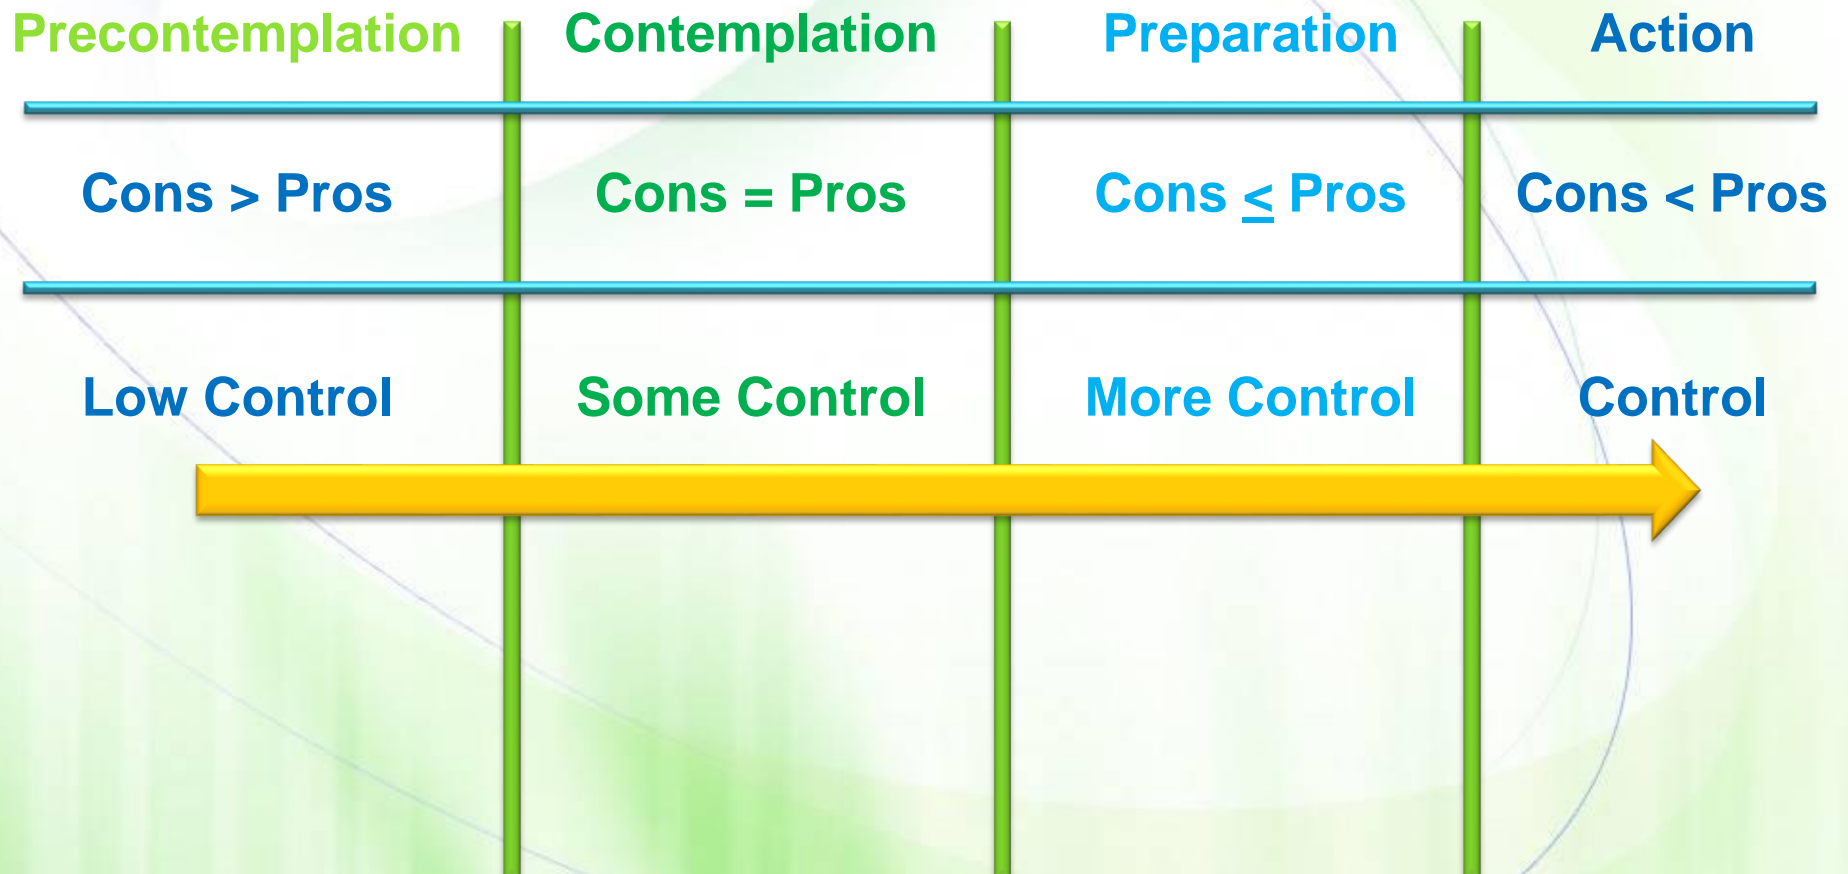 Precontemplation Contemplation Preparation Action
Cons > Pros Cons = Pros Cons ≤ Pros Cons < Pros
Low Control Some Control More Control Control